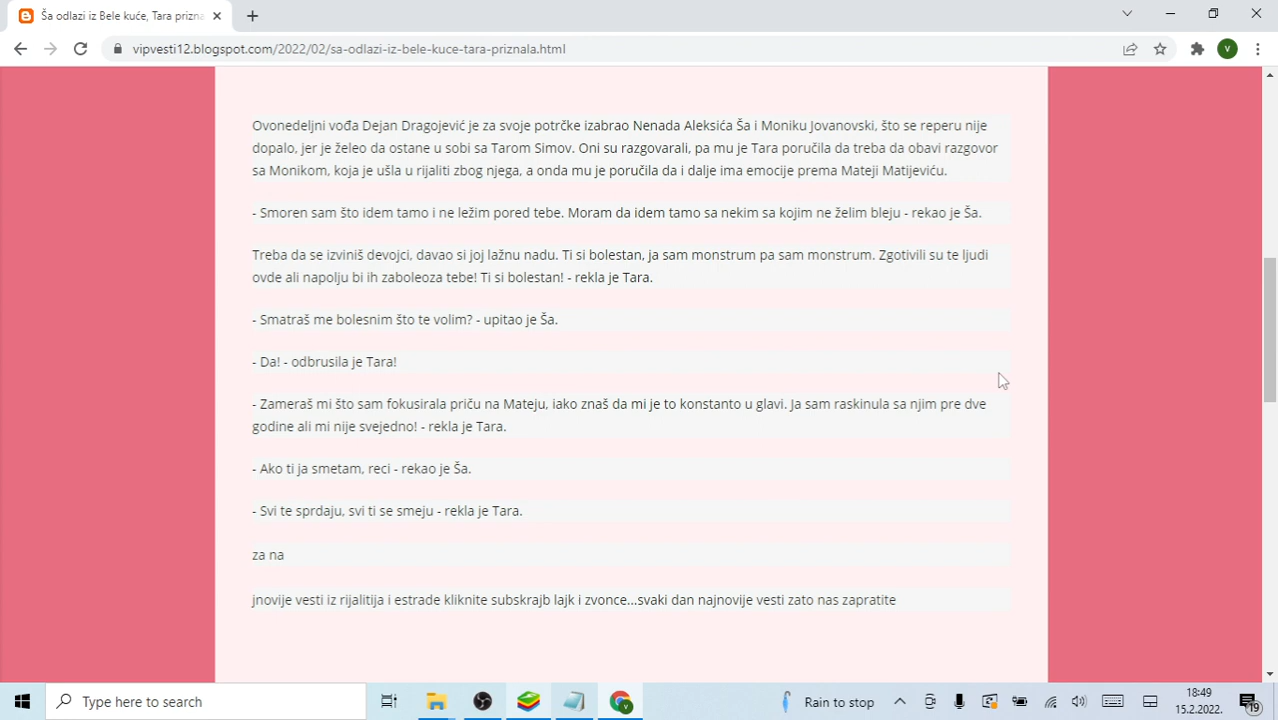 Ša odlazi iz Bele kuće, Tara prizna
vipvesti12.blogspot.com/2022/02/sa-odlazi-iz-bele-kuce-tara-priznala.html
V
Ovonedeljni vođa Dejan Dragojević je za svoje potrčke izabrao Nenada Aleksića Ša i Moniku Jovanovski, što se reperu nije
dopalo, jer je želeo da ostane u sobi sa Tarom Simov. Oni su razgovarali, pa mu je Tara poručila da treba da obavi razgovor
sa Monikom, koja je ušla u rijaliti zbog njega, a onda mu je poručila da i dalje ima emocije prema Mateji Matijeviću.
- Smoren sam što idem tamo i ne ležim pored tebe. Moram da idem tamo sa nekim sa kojim ne želim bleju - rekao je Ša.
Treba da se izviniš devojci, davao si joj lažnu nadu. Ti si bolestan, ja sam monstrum pa sam monstrum. Zgotivili su te ljudi
ovde ali napolju bi ih zaboleoza tebe! Ti si bolestan! - rekla je Tara.
- Smatraš me bolesnim što te volim? - upitao je Ša.
- Da! - odbrusila je Tara!
- Zameraš mi što sam fokusirala priču na Mateju, iako znaš da mi je to konstanto u glavi. Ja sam raskinula sa njim pre dve
godine ali mi nije svejedno! - rekla je Tara.
- Ako ti ja smetam, reci - rekao je Ša.
- Svi te sprdaju, svi ti se smeju - rekla je Tara.
za na
jnovije vesti iz rijalitija i estrade kliknite subskrajb lajk i zvonce...svaki dan najnovije vesti zato nas zapratite
Type here to search
Rain to stop
18:49
15.2.2022.
19